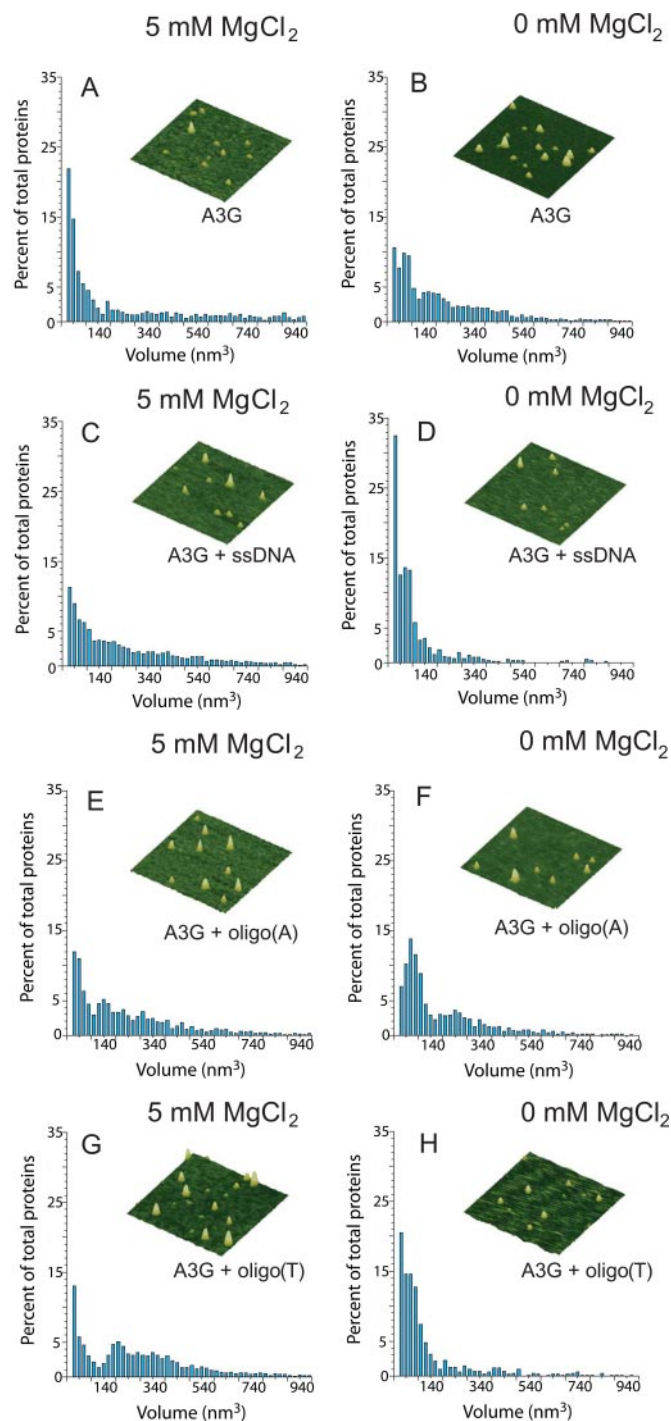 5 mM MgCl2
0 mM MgCl2
A
B
Percent of total proteins
35
25
15
5
0
A3G
140 340 540 740 940
Volume (nm3)
Percent of total proteins
35
25
15
5
0
A3G
140 340 540 740 940
Volume (nm3)
5 mM MgCl2
0 mM MgCl2
C
D
Percent of total proteins
35
25
15
5
0
A3G + ssDNA
140 340 540 740 940
Volume (nm3)
Percent of total proteins
35
25
15
5
0
A3G + ssDNA
140 340 540 740 940
Volume (nm3)
5 mM MgCl2
0 mM MgCl2
E
F
Percent of total proteins
35
25
15
5
0
A3G + oligo(A)
140 340 540 740 940
Volume (nm3)
Percent of total proteins
35
25
15
5
0
A3G + oligo(A)
140 340 540 740 940
Volume (nm3)
5 mM MgCl2
0 mM MgCl2
G
H
Percent of total proteins
35
25
15
5
0
A3G + oligo(T)
140 340 540 740 940
Volume (nm3)
Percent of total proteins
35
25
15
5
0
A3G + oligo(T)
140 340 540 740 940
Volume (nm3)